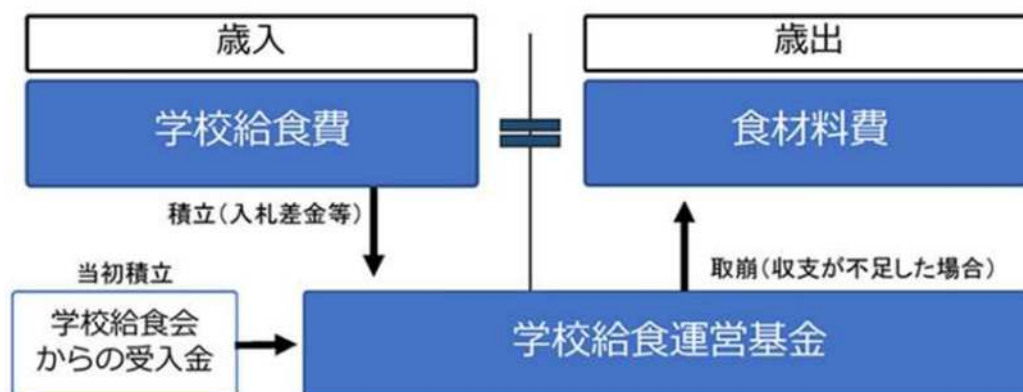 歳入
歳出
学校給食費
食材料費
積立(入札差金等)
取崩(収支が不足した場合)
当初積立
学校給食会
からの受入金
学校給食運営基金